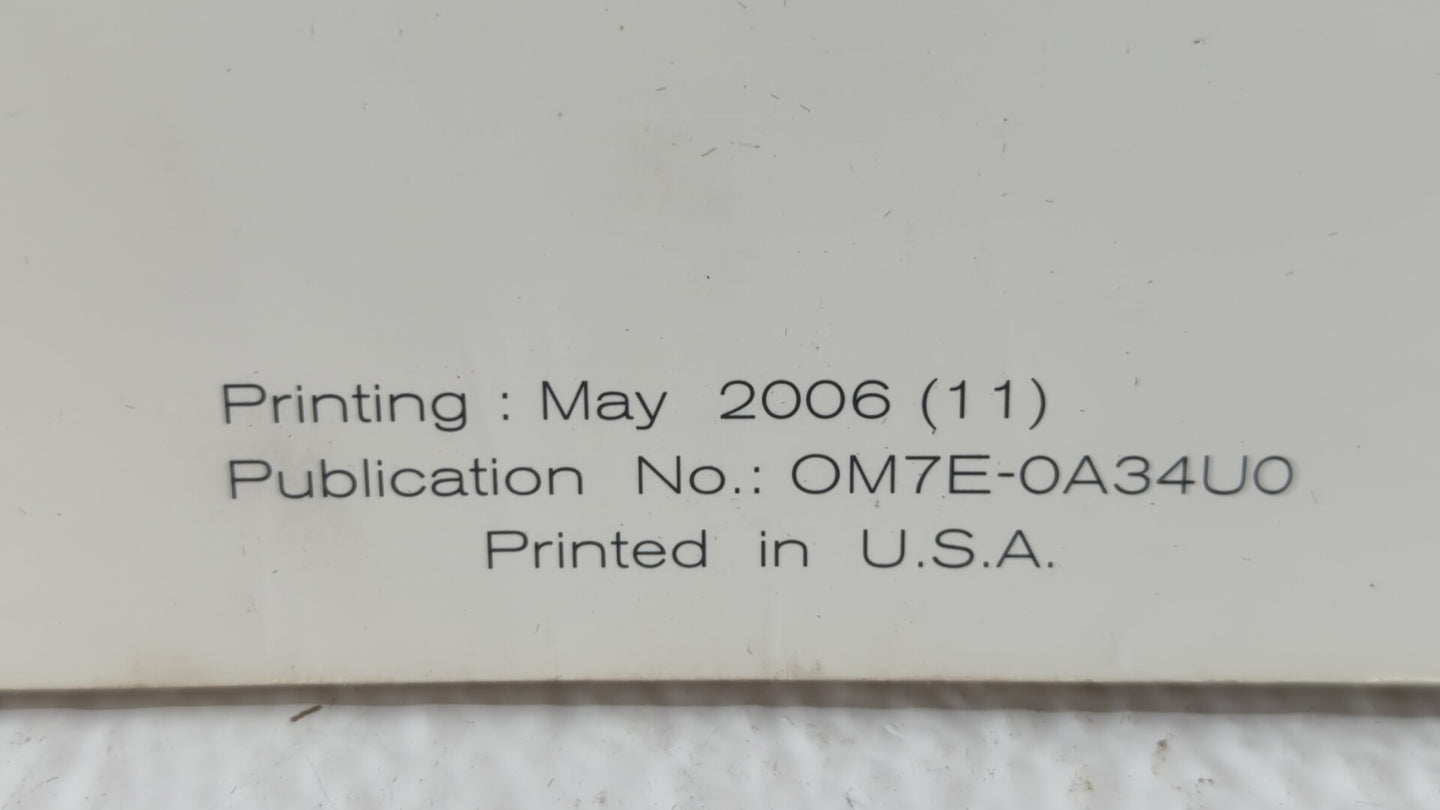 Printing : May 2006 (11)
Publication No.: OM7E-0A34U0
Printed in U.S.A.